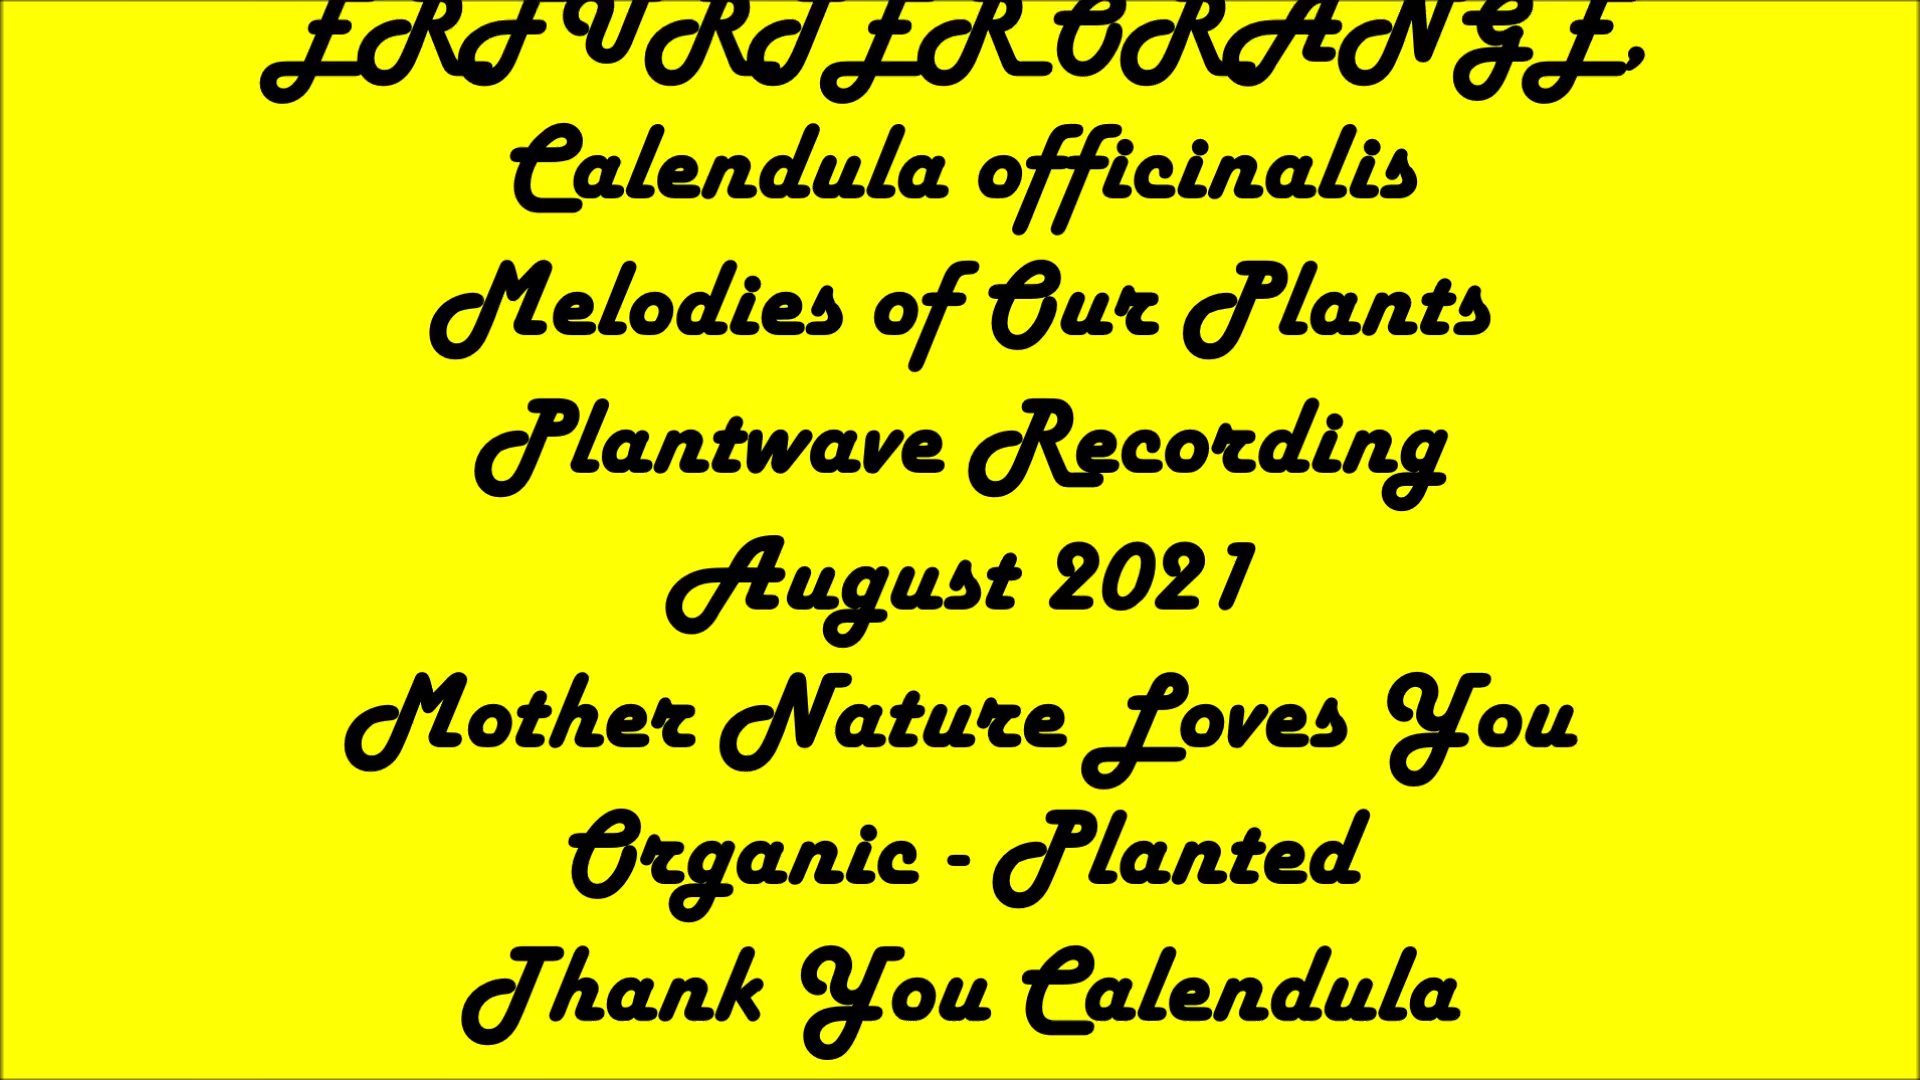 ERFURTER ORANGE,
Calendula officinalis
Melodies of Our Plants
Plantwave Recording
August 2021
Mother Nature Loves You
Organic - Planted
Thank You Calendula